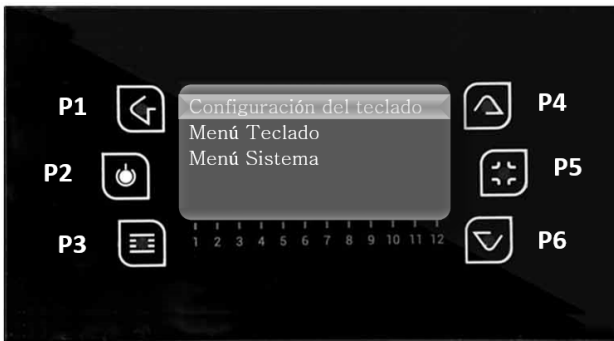 P1
P2
P3
Configuración del teclado
Menú Teclado
Menú Sistema
1 2 3 4 5 6 7 8 9 10 11 12
P4
P5
P6